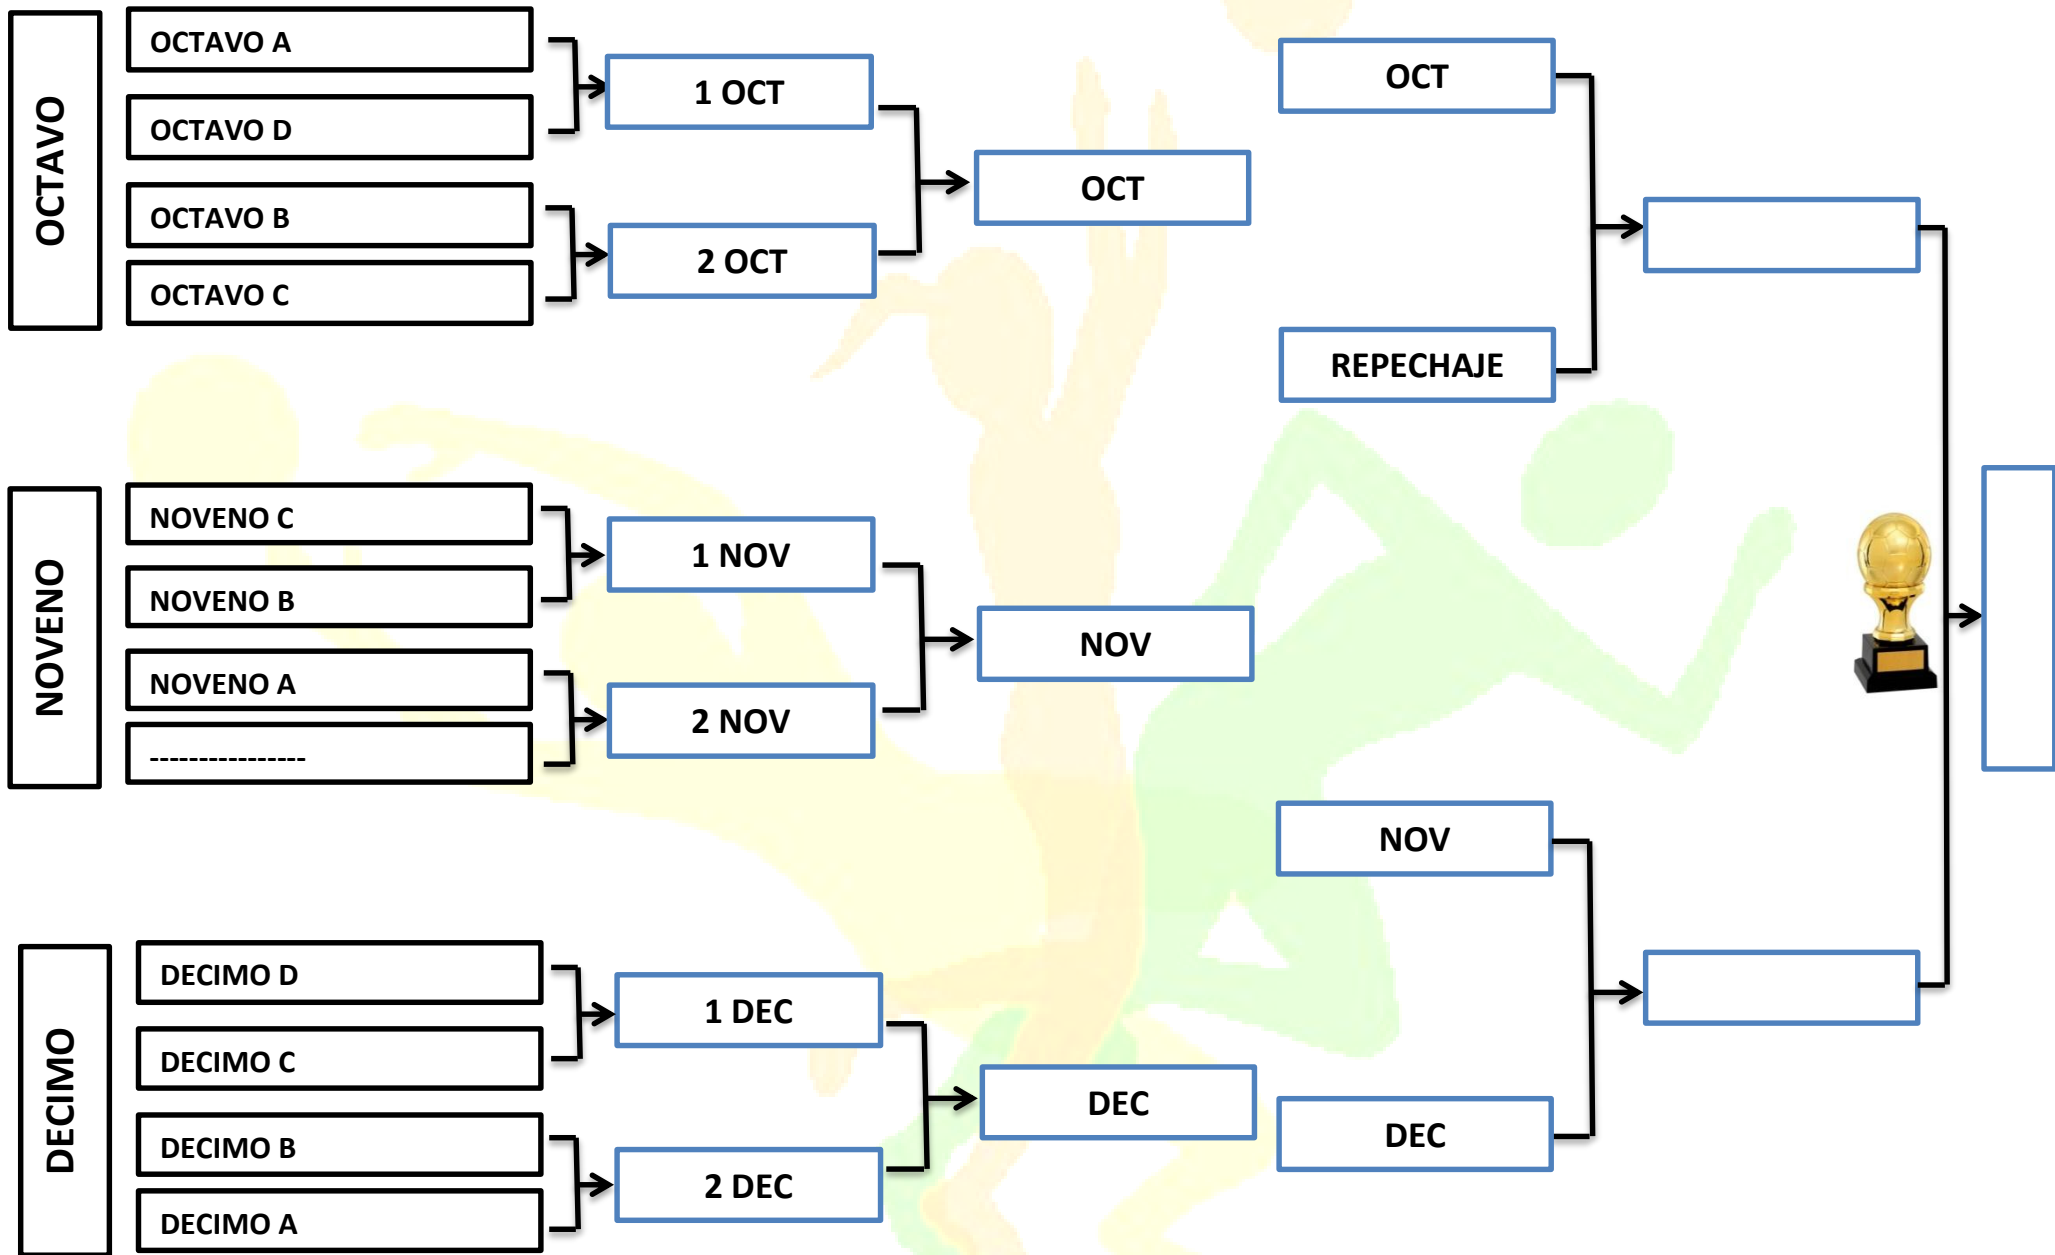 OCTAVO
OCTAVO A
OCTAVO D
OCTAVO B
OCTAVO C
1 OCT
2 OCT
OCT
NOVENO
NOVENO C
NOVENO B
NOVENO A
----------------
1 NOV
2 NOV
NOV
DECIMO
DECIMO D
DECIMO C
DECIMO B
DECIMO A
1 DEC
2 DEC
DEC
OCT
REPECHAJE
NOV
DEC